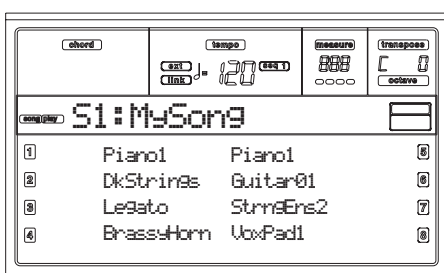 chord tempo measure transpose
ext link ♩= 120 seq 1 888 C 0
octave
song play S1:MySong
1 Piano1 Piano1 5
2 DkStrings Guitar01 6
3 Legato StrngEns2 7
4 BrassyHorn VoxPad1 8